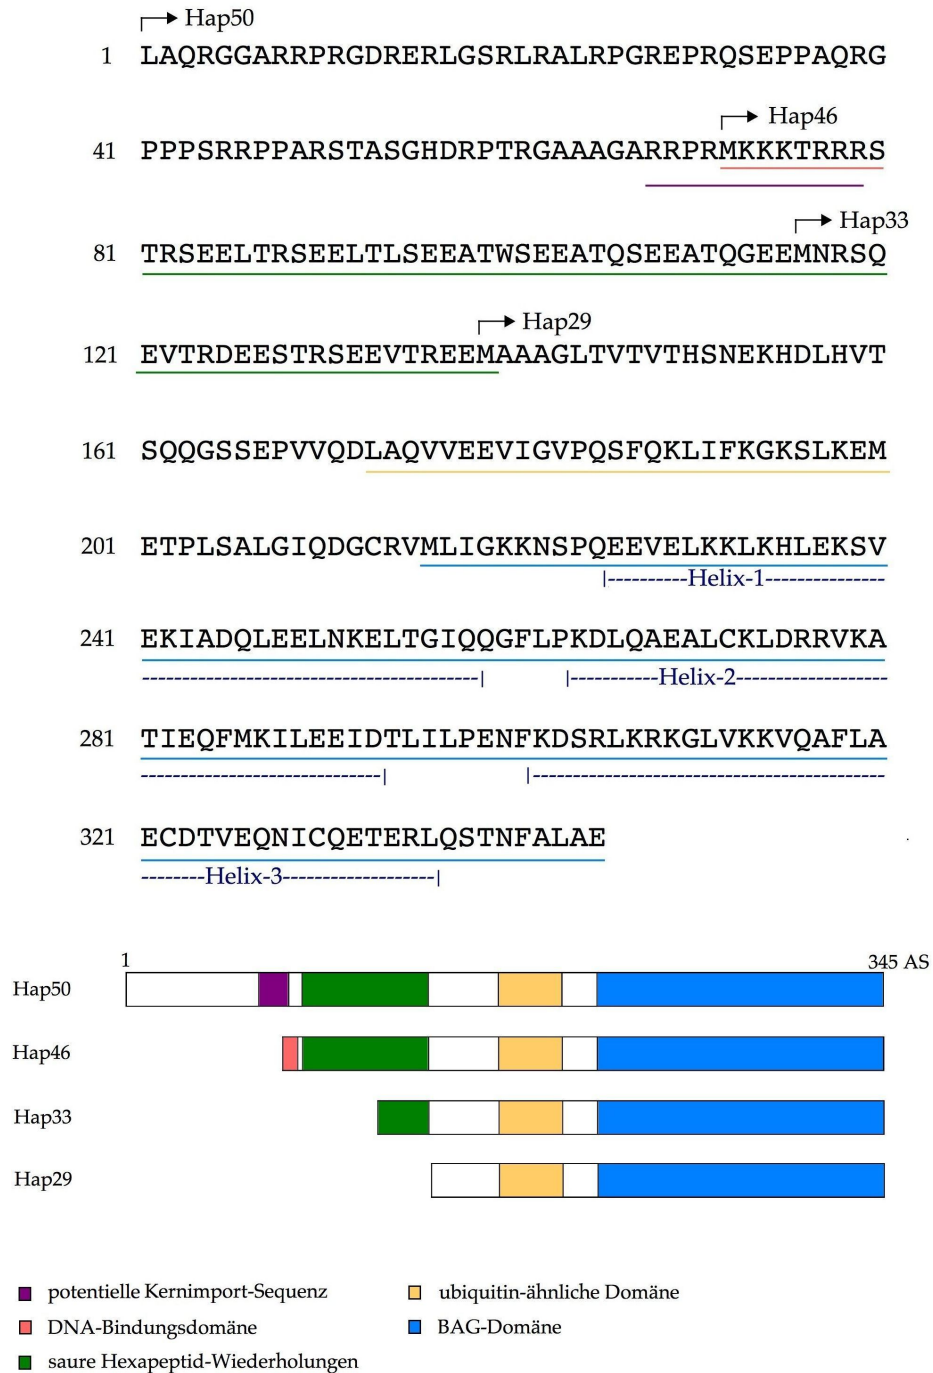 Hap50
1 LAQRGGARRPRGDRERLGSRLRALRPGREPRQSEPPAQRG
Hap46
41 PPPSRRPPARSTASGHDRPTRGAAAGARRPRMKKKTRRRS
Hap33
81 TRSEELTRSEELTLSEEATWSEEATQSEEATQGEEMNRSQ
Hap29
121 EVTRDEESTRSEEVTREEMAAAGLTVTVTHSNEKHDLHVT
161 SQQGSSEPVVQDLAQVVEEVIGVPQSFQKLIFKGKSLKEM
201 ETPLSALGIQDGCRVMLIGKKNSPQEEVELKKLKHLEKSV
|----------Helix-1---------------
241 EKIADQLEELNKELTGIQQGFLPKDLQAEALCKLDRRVKA
----------------------------------| |----------Helix-2---------------
281 TIEQFMKILEEIDTLILPENFKDSRLKRKGLVKKVQAFLA
------------------------| |------------------------------------
321 ECDTVEQNICQETERLQSTNFALAE
-------Helix-3----------------|
1 345 AS
Hap50
Hap46
Hap33
Hap29
potentielle Kernimport-Sequenz ubiquitin-ähnliche Domäne
DNA-Bindungsdomäne BAG-Domäne
saure Hexapeptid-Wiederholungen